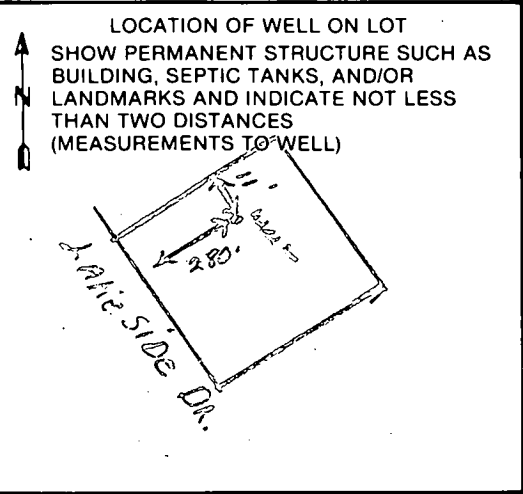 LOCATION OF WELL ON LOT
SHOW PERMANENT STRUCTURE SUCH AS
BUILDING, SEPTIC TANKS, AND/OR
N LANDMARKS AND INDICATE NOT LESS
THAN TWO DISTANCES
(MEASUREMENTS TO WELL)
11'
280'
LAKESIDE DR.